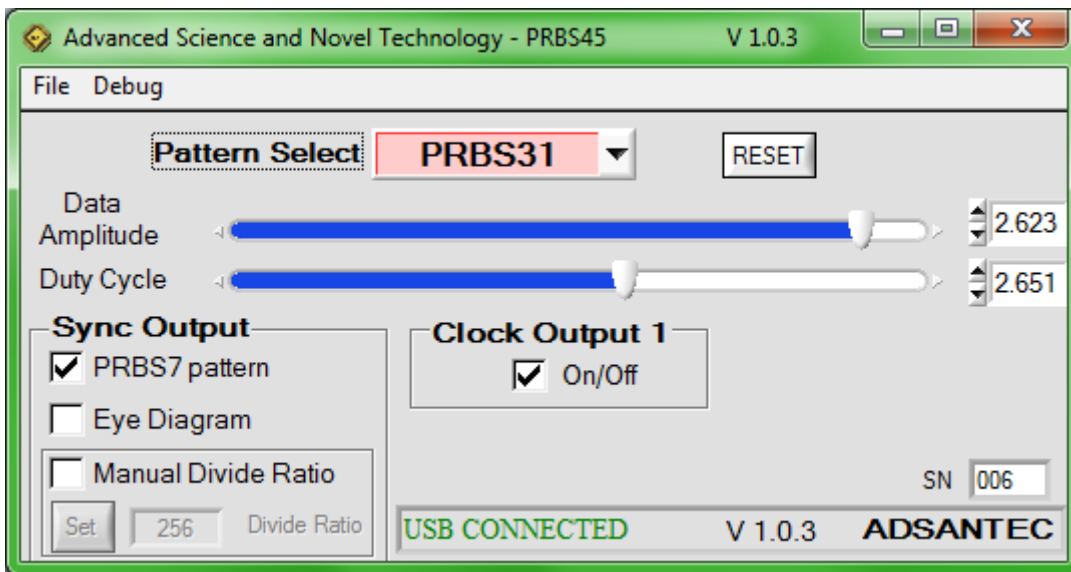 Advanced Science and Novel Technology - PRBS45 V 1.0.3
File Debug
Pattern Select PRBS31 RESET
Data
Amplitude 2.623
Duty Cycle 2.651
Sync Output
PRBS7 pattern
Eye Diagram
Manual Divide Ratio
Set 256 Divide Ratio
Clock Output 1
On/Off
SN 006
USB CONNECTED V 1.0.3 ADSANTEC